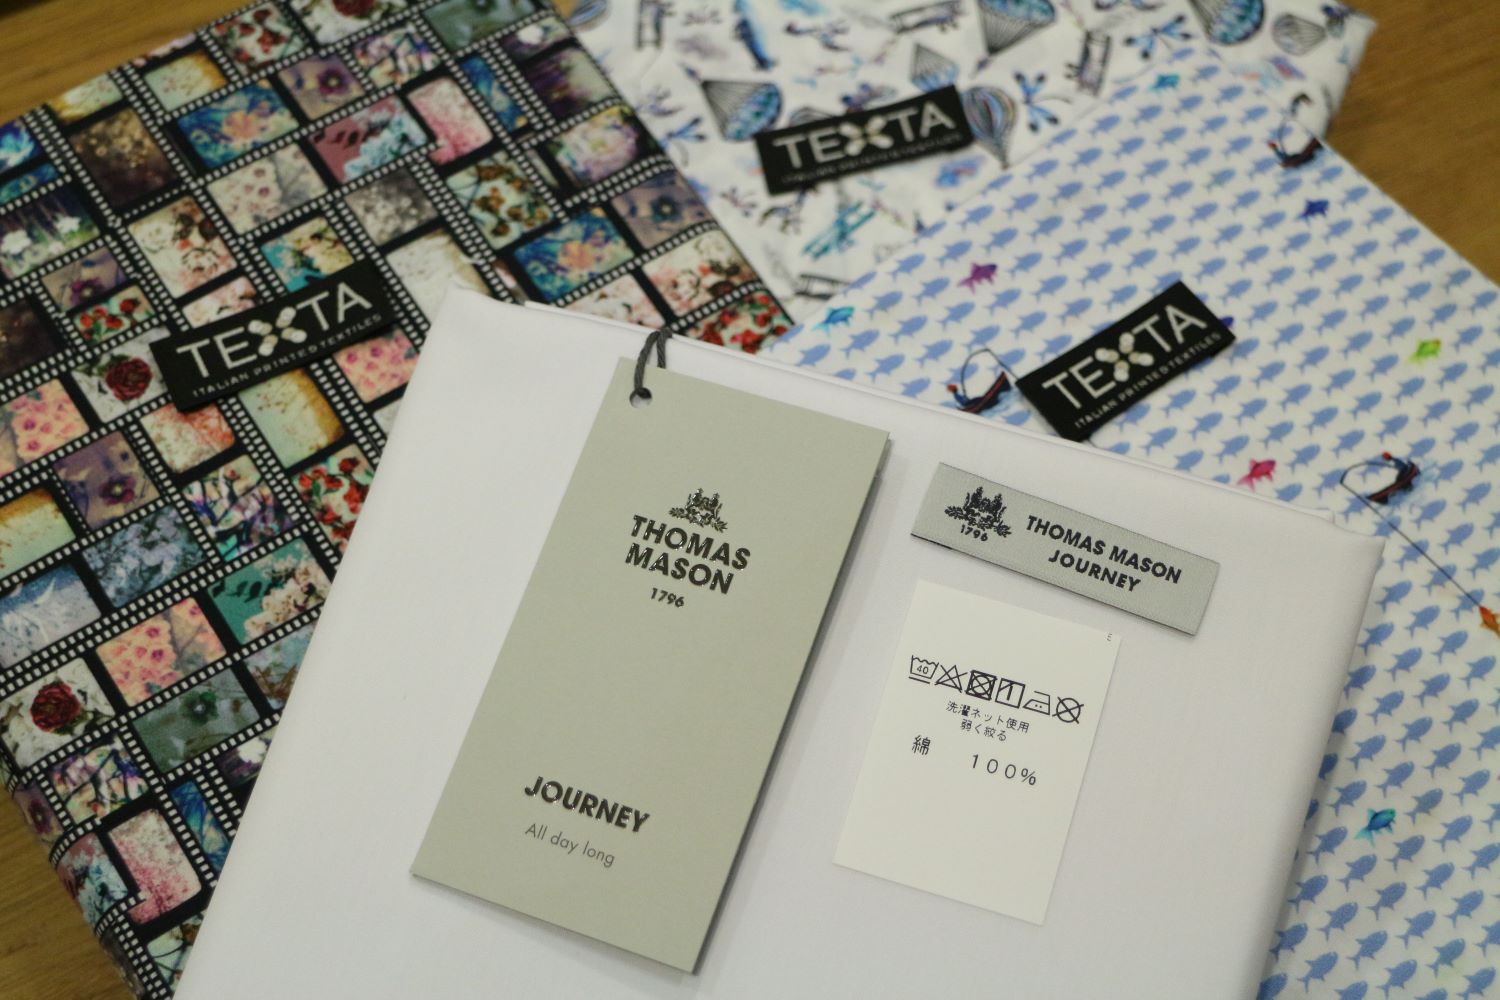 TEXTA
TEXTA
ITALIAN PRINTED TEXTILES
TEXTA
ITALIAN PRINTED TEXTILES
THOMAS
MASON
1796
JOURNEY
All day long
1796
THOMAS MASON
JOURNEY
E
40
洗濯ネット使用
弱く絞る
綿 100%